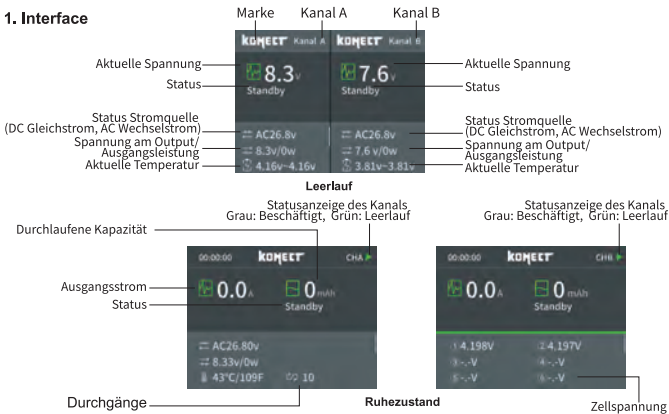 1. Interface
Marke Kanal A Kanal B
KONECT Kanal A KONECT Kanal B
Aktuelle Spannung 8.3v 7.6v Aktuelle Spannung
Status Standby Standby Status
Status Stromquelle
(DC Gleichstrom, AC Wechselstrom)
Spannung am Output/
Ausgangsleistung
Aktuelle Temperatur
AC26.8v
8.3v/0w
4.16v~4.16v
AC26.8v
7.6 v/0w
3.81v~3.81v
Status Stromquelle
(DC Gleichstrom, AC Wechselstrom)
Spannung am Output/
Ausgangsleistung
Aktuelle Temperatur
Leerlauf
Statusanzeige des Kanals
Grau: Beschäftigt, Grün: Leerlauf
Statusanzeige des Kanals
Grau: Beschäftigt, Grün: Leerlauf
Durchlaufene Kapazität
00:00:00 KONECT CHA
Ausgangsstrom 0.0A 0mAh
Status Standby
AC26.80v
8.33v/0w
43°C/109F 10
Durchgänge
00:00:00 KONECT CHB
0.0A 0mAh
Standby
1 4.198V 2 4.197V
3 -.-V 4 -.-V
5 -.-V 6 -.-V
Ruhezustand
Zellspannung